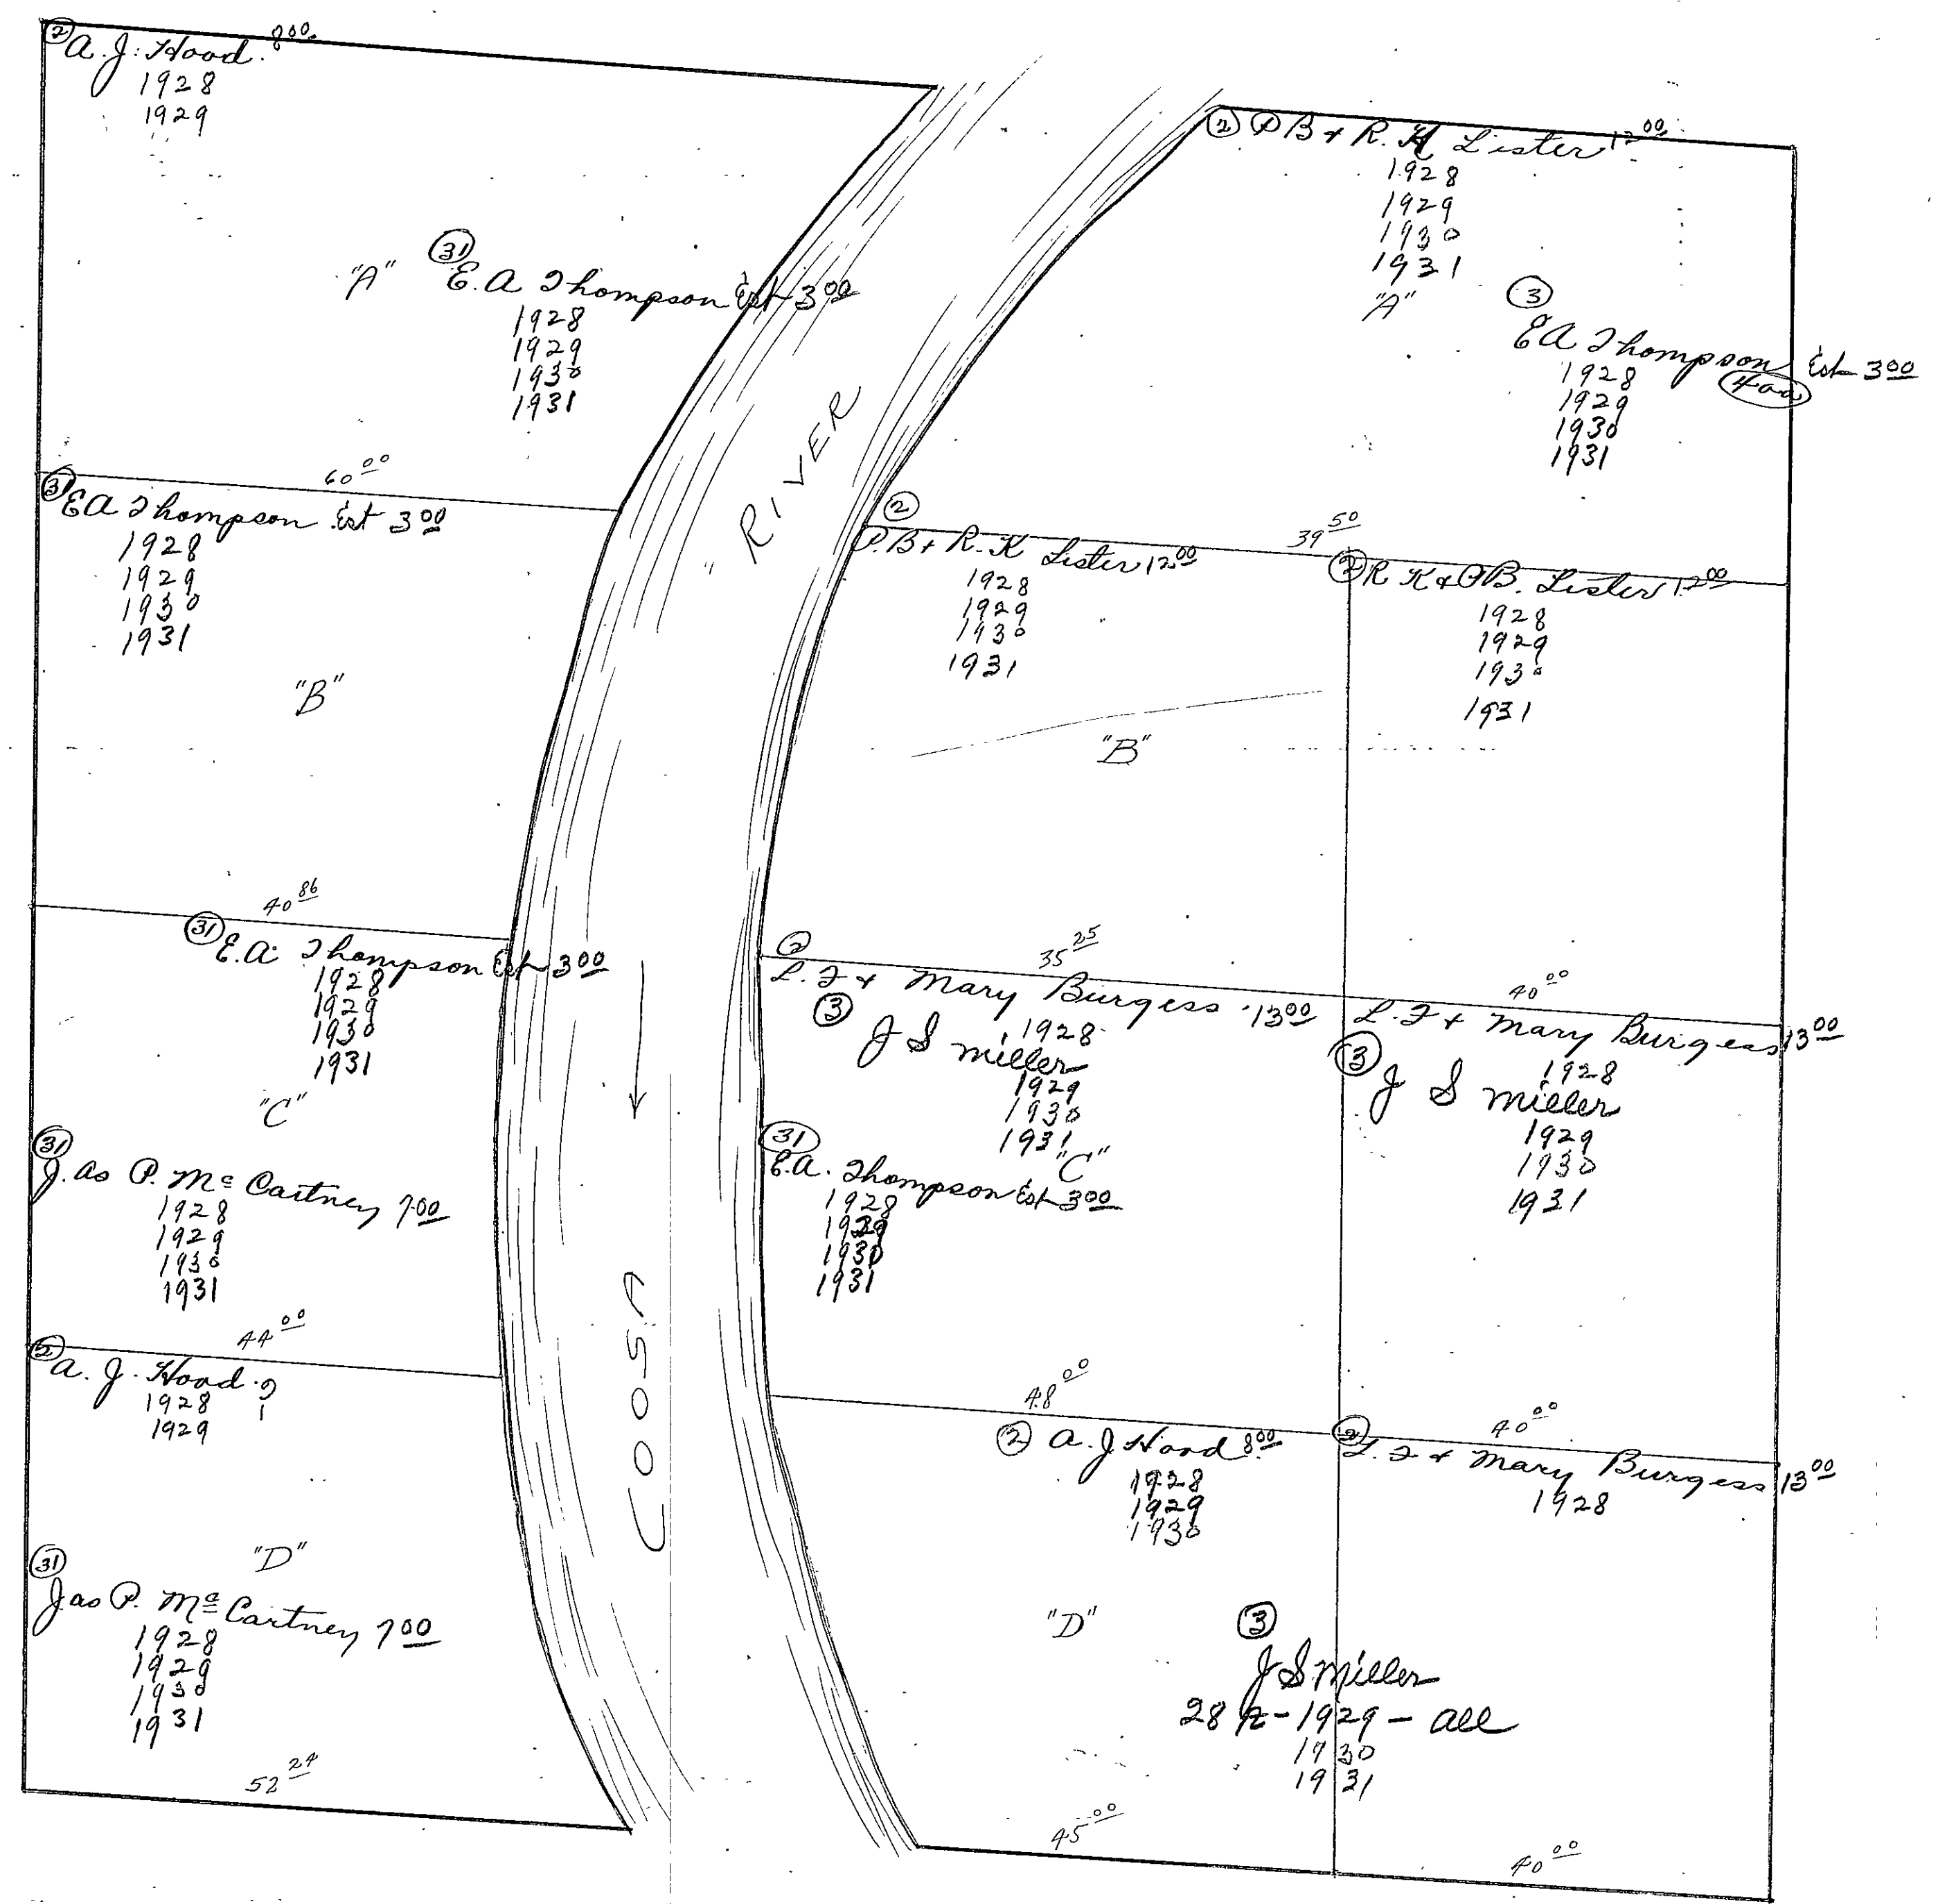 ② A. J. Hood. 8 00
1928
1929
"A"
㉛
E. A Thompson Est 3 00
1928
1929
1930
1931
60 00
㉛ EA Thompson Est 3 00
1928
1929
1930
1931
"B"
40 86
㉛ E. A. Thompson Est 3 00
1928
1929
1930
1931
"C"
㉛
Jas P. Mc Cartney 7.00
1928
1929
1930
1931
44 00
A. J. Hood ?
1928
1929
"D"
㉛
Jas P. Mc Cartney 7 00
1928
1929
1930
1931
52 24
COOSA
" RIVER
② P B + R. K Lister 12 00
1928
1929
1930
1931
"A"
③
EA Thompson Est 3 00
1928
1929
1930
1931
39 50
②
P. B + R. K Lister 12 00
1928
1929
1930
1931
② R K + P B. Lister 12 00
1928
1929
1930
1931
"B"
35 25
②
L. F + Mary Burgess 13 00
1928
③
J S Miller
1929
1930
1931
"C"
㉛
E. A. Thompson Est 3 00
1928
1929
1930
1931
40 00
L. F + Mary Burgess 13 00
1928
③
J S Miller
1929
1930
1931
48 00
② A. J Hood 8 00
1928
1929
1930
40 00
② L. F + Mary Burgess 13 00
1928
"D"
③
J S Miller
1929 - all
1930
1931
45 00
40 00